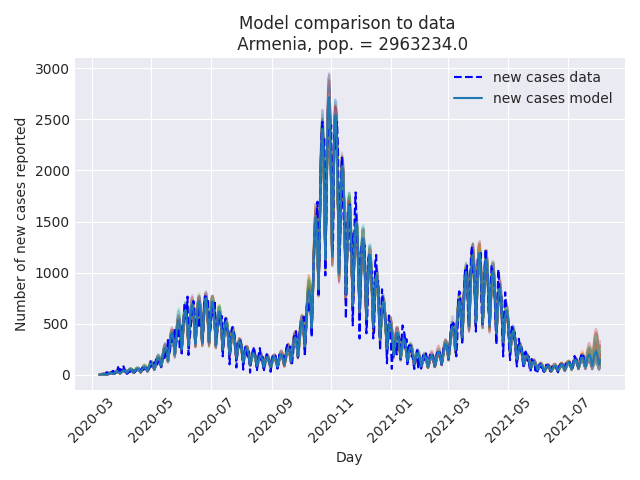 Model comparison to data
Armenia, pop. = 2963234.0
3000
2500
2000
1500
1000
500
0
Number of new cases reported
new cases data
new cases model
2020-03
2020-05
2020-07
2020-09
2020-11
2021-01
2021-03
2021-05
2021-07
Day